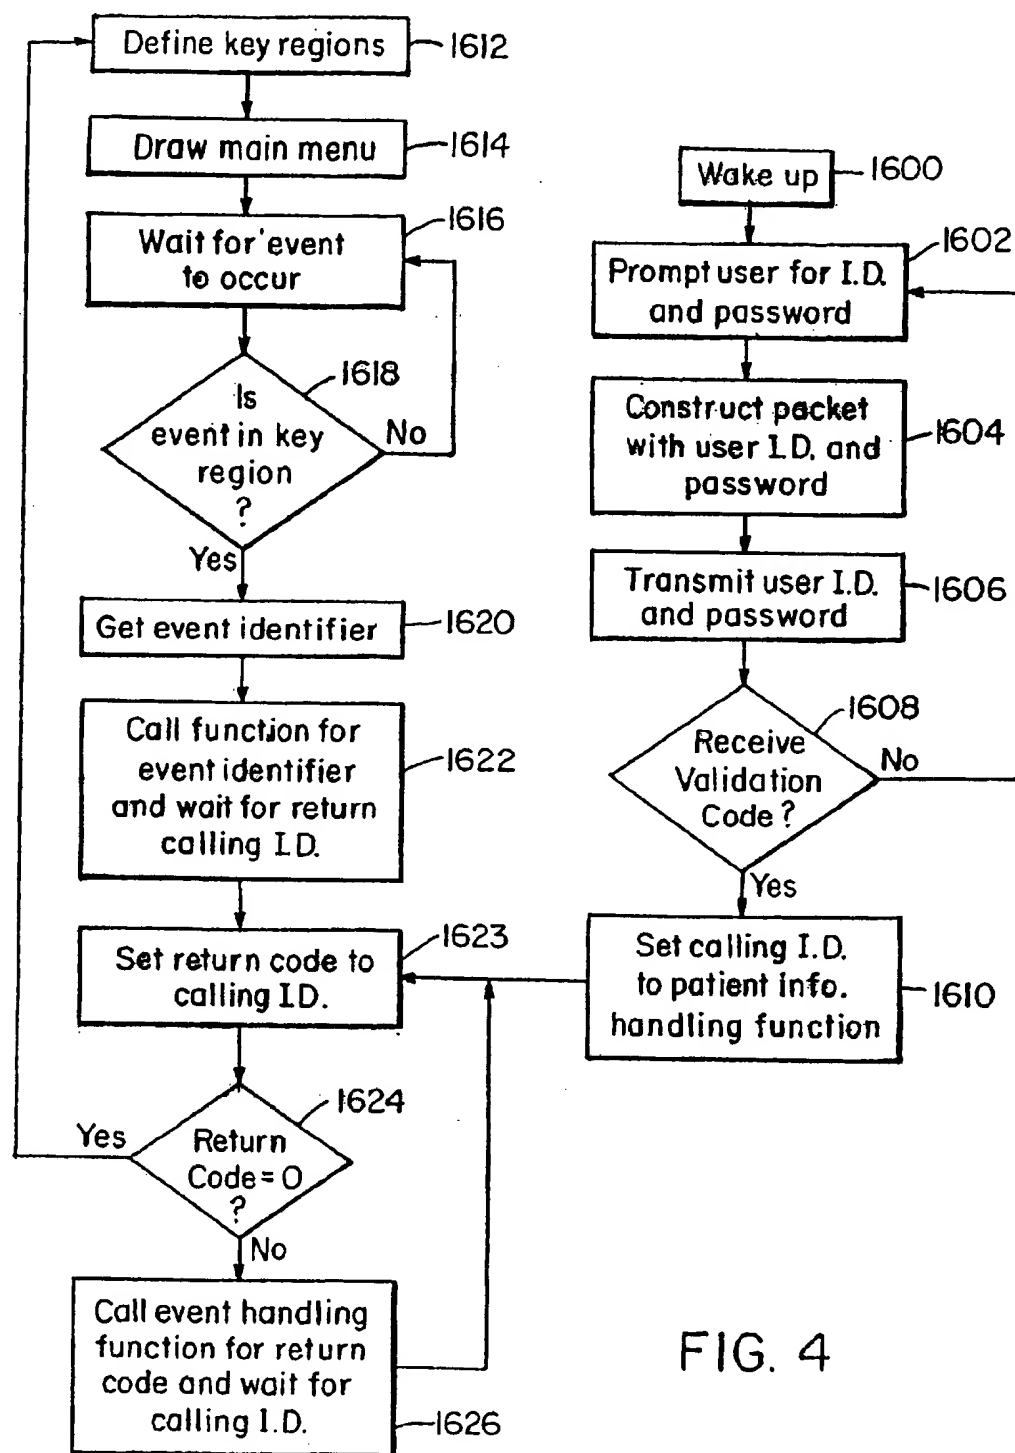 Define key regions
1612
Draw main menu
1614
Wait for event
to occur
1616
Is
event in key
region
?
1618
No
Yes
Get event identifier
1620
Call function for
event identifier
and wait for return
calling I.D.
1622
Set return code to
calling I.D.
1623
Return
Code = 0
?
1624
Yes
No
Call event handling
function for return
code and wait for
calling I.D.
1626
Wake up
1600
Prompt user for I.D.
and password
1602
Construct packet
with user I.D. and
password
1604
Transmit user I.D.
and password
1606
Receive
Validation
Code?
1608
No
Yes
Set calling I.D.
to patient info.
handling function
1610
FIG. 4